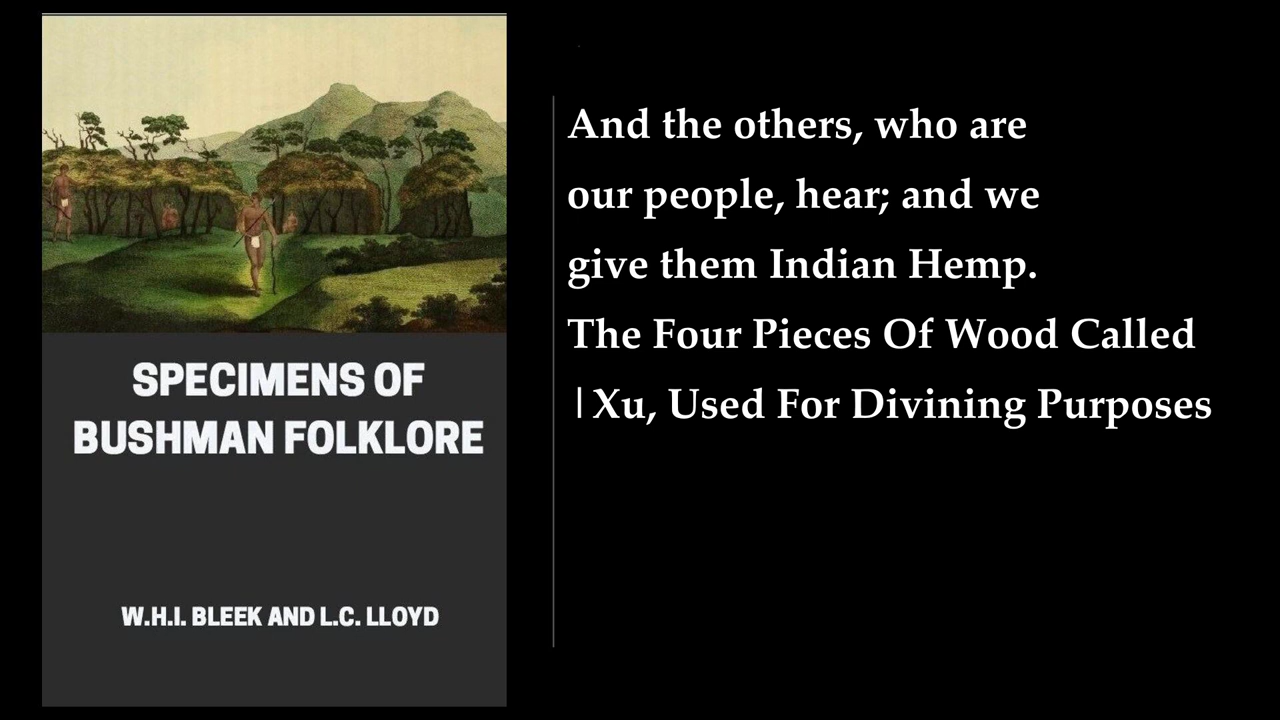 SPECIMENS OF
BUSHMAN FOLKLORE
W.H.I. BLEEK AND L.C. LLOYD
And the others, who are
our people, hear; and we
give them Indian Hemp.
The Four Pieces Of Wood Called
|Xu, Used For Divining Purposes